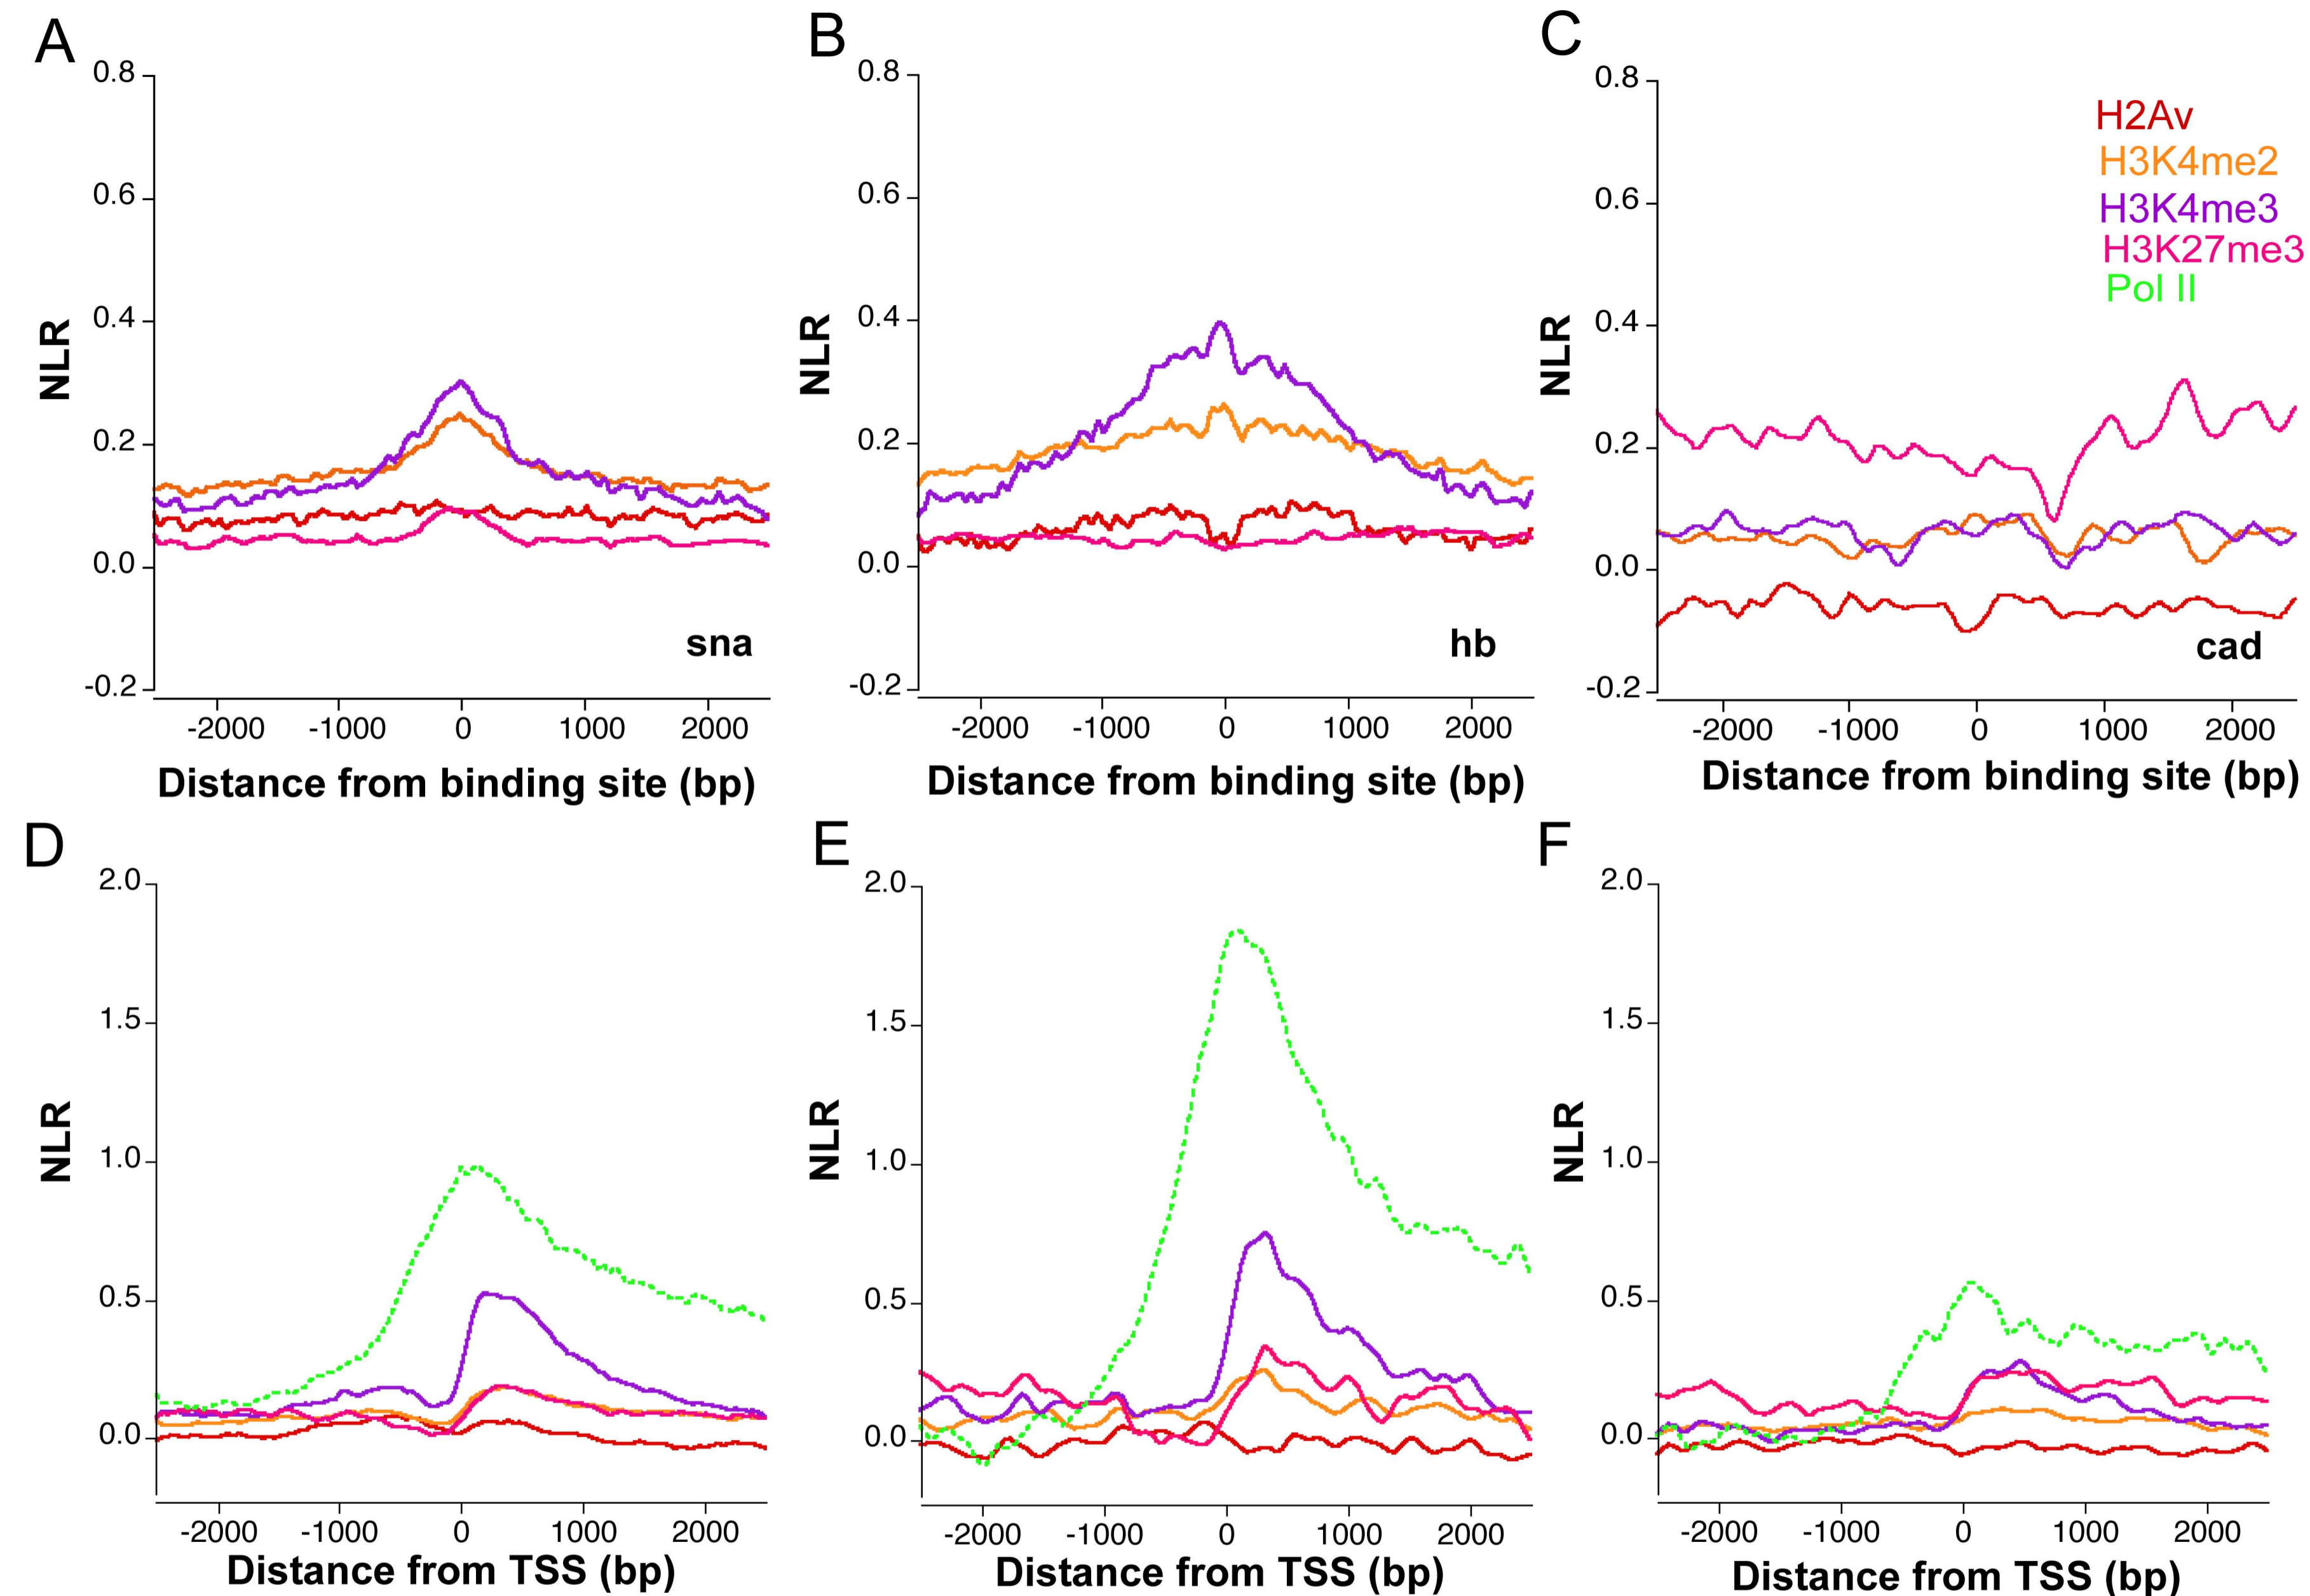 A
0.8
0.6
0.4
0.2
0.0
-0.2
NLR
sna
-2000 -1000 0 1000 2000
Distance from binding site (bp)
B
0.8
0.6
0.4
0.2
0.0
-0.2
NLR
hb
-2000 -1000 0 1000 2000
Distance from binding site (bp)
C
0.8
0.6
0.4
0.2
0.0
-0.2
NLR
H2Av
H3K4me2
H3K4me3
H3K27me3
Pol II
cad
-2000 -1000 0 1000 2000
Distance from binding site (bp)
D
2.0
1.5
1.0
0.5
0.0
NLR
-2000 -1000 0 1000 2000
Distance from TSS (bp)
E
2.0
1.5
1.0
0.5
0.0
NLR
-2000 -1000 0 1000 2000
Distance from TSS (bp)
F
2.0
1.5
1.0
0.5
0.0
NLR
-2000 -1000 0 1000 2000
Distance from TSS (bp)